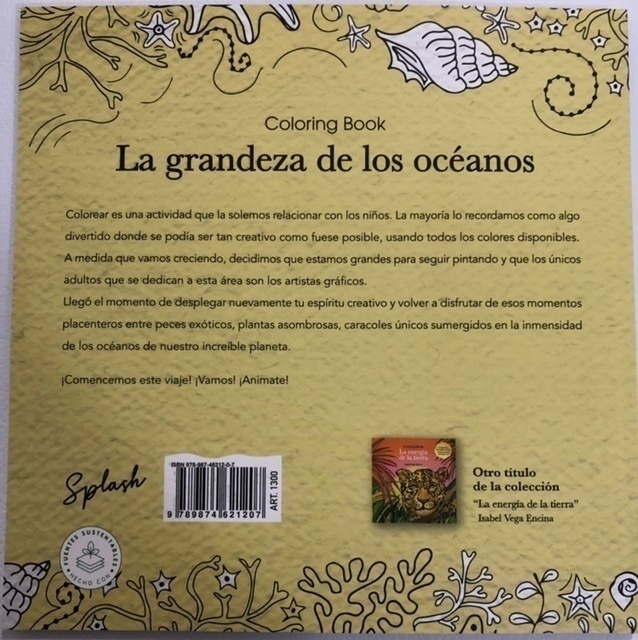 Coloring Book
La grandeza de los océanos
Colorear es una actividad que la solemos relacionar con los niños. La mayoría lo recordamos como algo
divertido donde se podía ser tan creativo como fuese posible, usando todos los colores disponibles.
A medida que vamos creciendo, decidimos que estamos grandes para seguir pintando y que los únicos
adultos que se dedican a esta área son los artistas gráficos.
Llegó el momento de desplegar nuevamente tu espíritu creativo y volver a disfrutar de esos momentos
placenteros entre peces exóticos, plantas asombrosas, caracoles únicos sumergidos en la inmensidad
de los océanos de nuestro increíble planeta.
¡Comencemos este viaje! ¡Vamos! ¡Animate!
Splash
ISBN 978-987-46212-0-7
9 789874 621207
ART. 1300
La energía
de la tierra
Otro título
de la colección
“La energía de la tierra”
Isabel Vega Encina
FUENTES SUSTENTABLES
HECHO CON